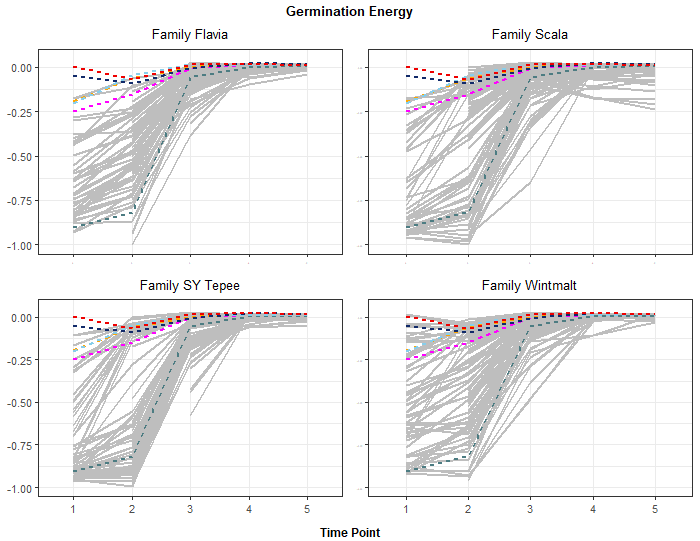 Germination Energy
Family Flavia
Family Scala
0.00
-0.25
-0.50
-0.75
-1.00
Family SY Tepee
Family Wintmalt
0.00
-0.25
-0.50
-0.75
-1.00
1 2 3 4 5
1 2 3 4 5
Time Point